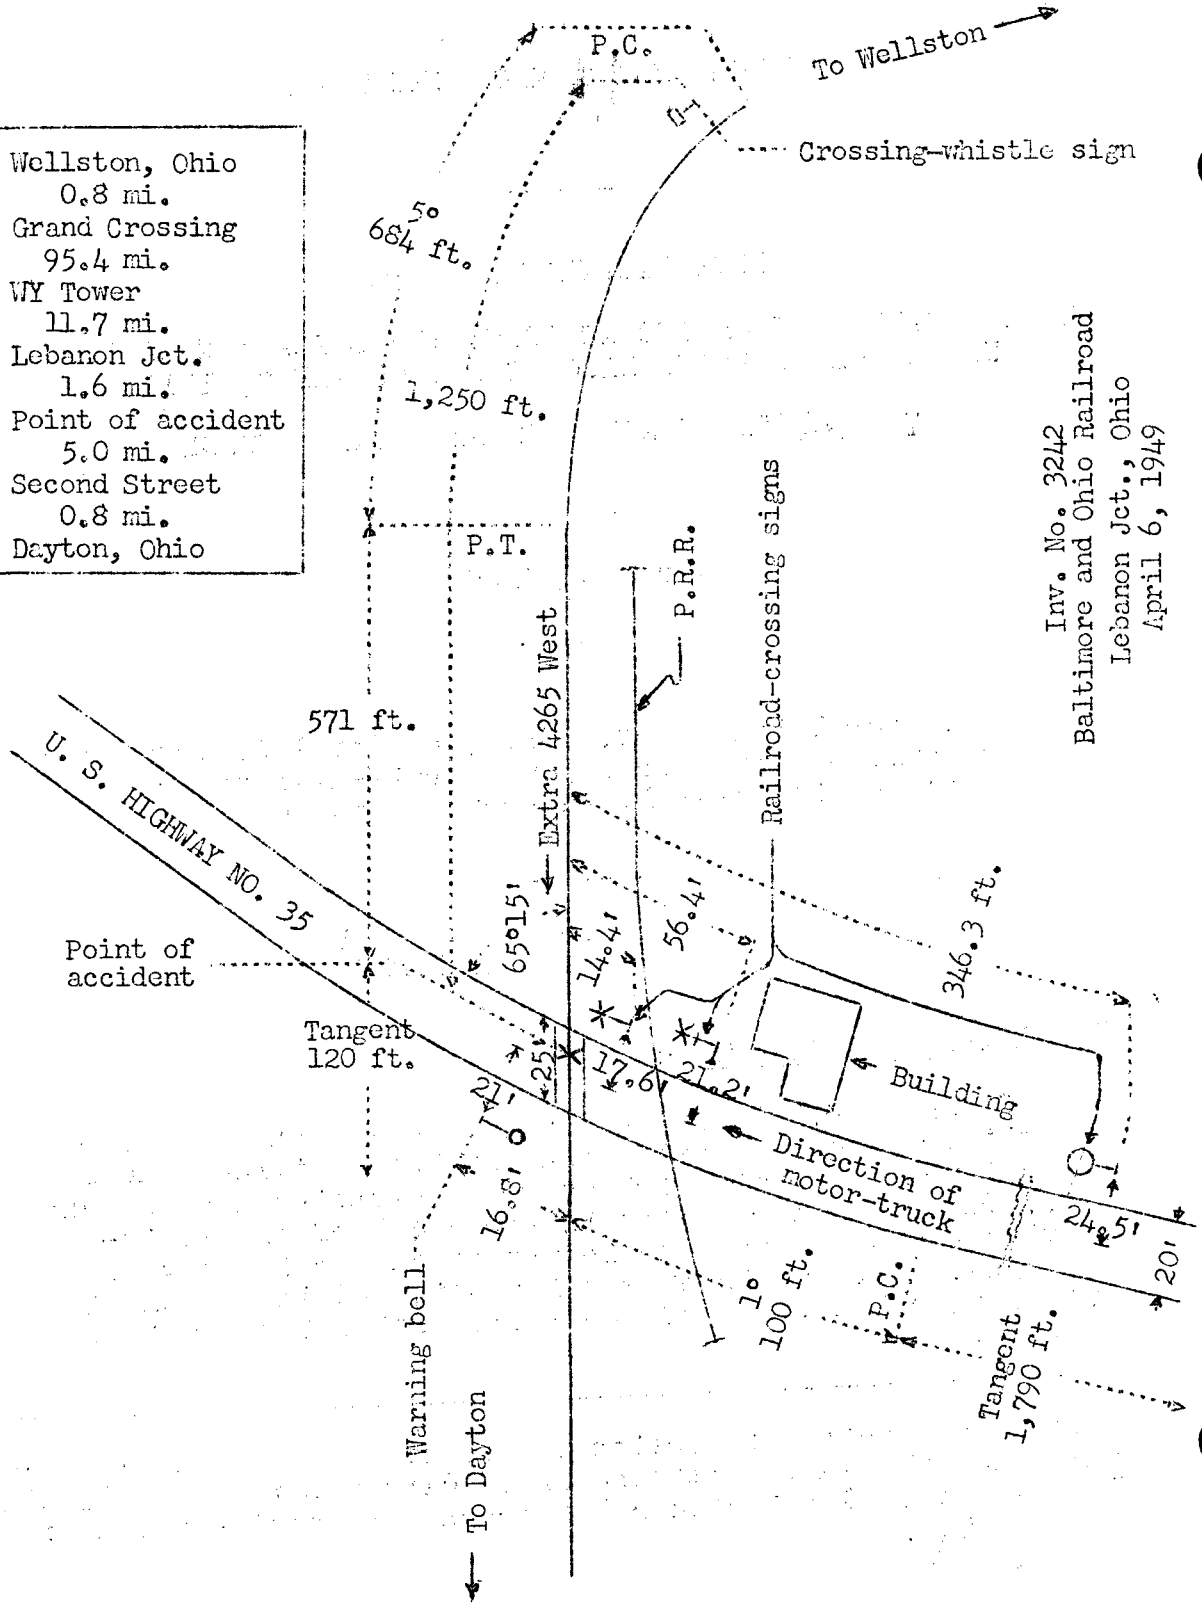 P.C.
To Wellston
Crossing-whistle sign
Wellston, Ohio
0.8 mi.
Grand Crossing
95.4 mi.
WY Tower
11.7 mi.
Lebanon Jct.
1.6 mi.
Point of accident
5.0 mi.
Second Street
0.8 mi.
Dayton, Ohio
5°
684 ft.
1,250 ft.
P.T.
571 ft.
Extra 4265 West
P.R.R.
Railroad-crossing signs
Inv. No. 3242
Baltimore and Ohio Railroad
Lebanon Jct., Ohio
April 6, 1949
U. S. HIGHWAY NO. 35
Point of
accident
Tangent
120 ft.
65°15'
14.4'
56.4'
346.3 ft.
25'
21'
17.6'
21.2'
Building
Direction of
motor-truck
16.8'
24.5'
20'
Warning bell
1°
100 ft.
P.C.
Tangent
1,790 ft.
To Dayton